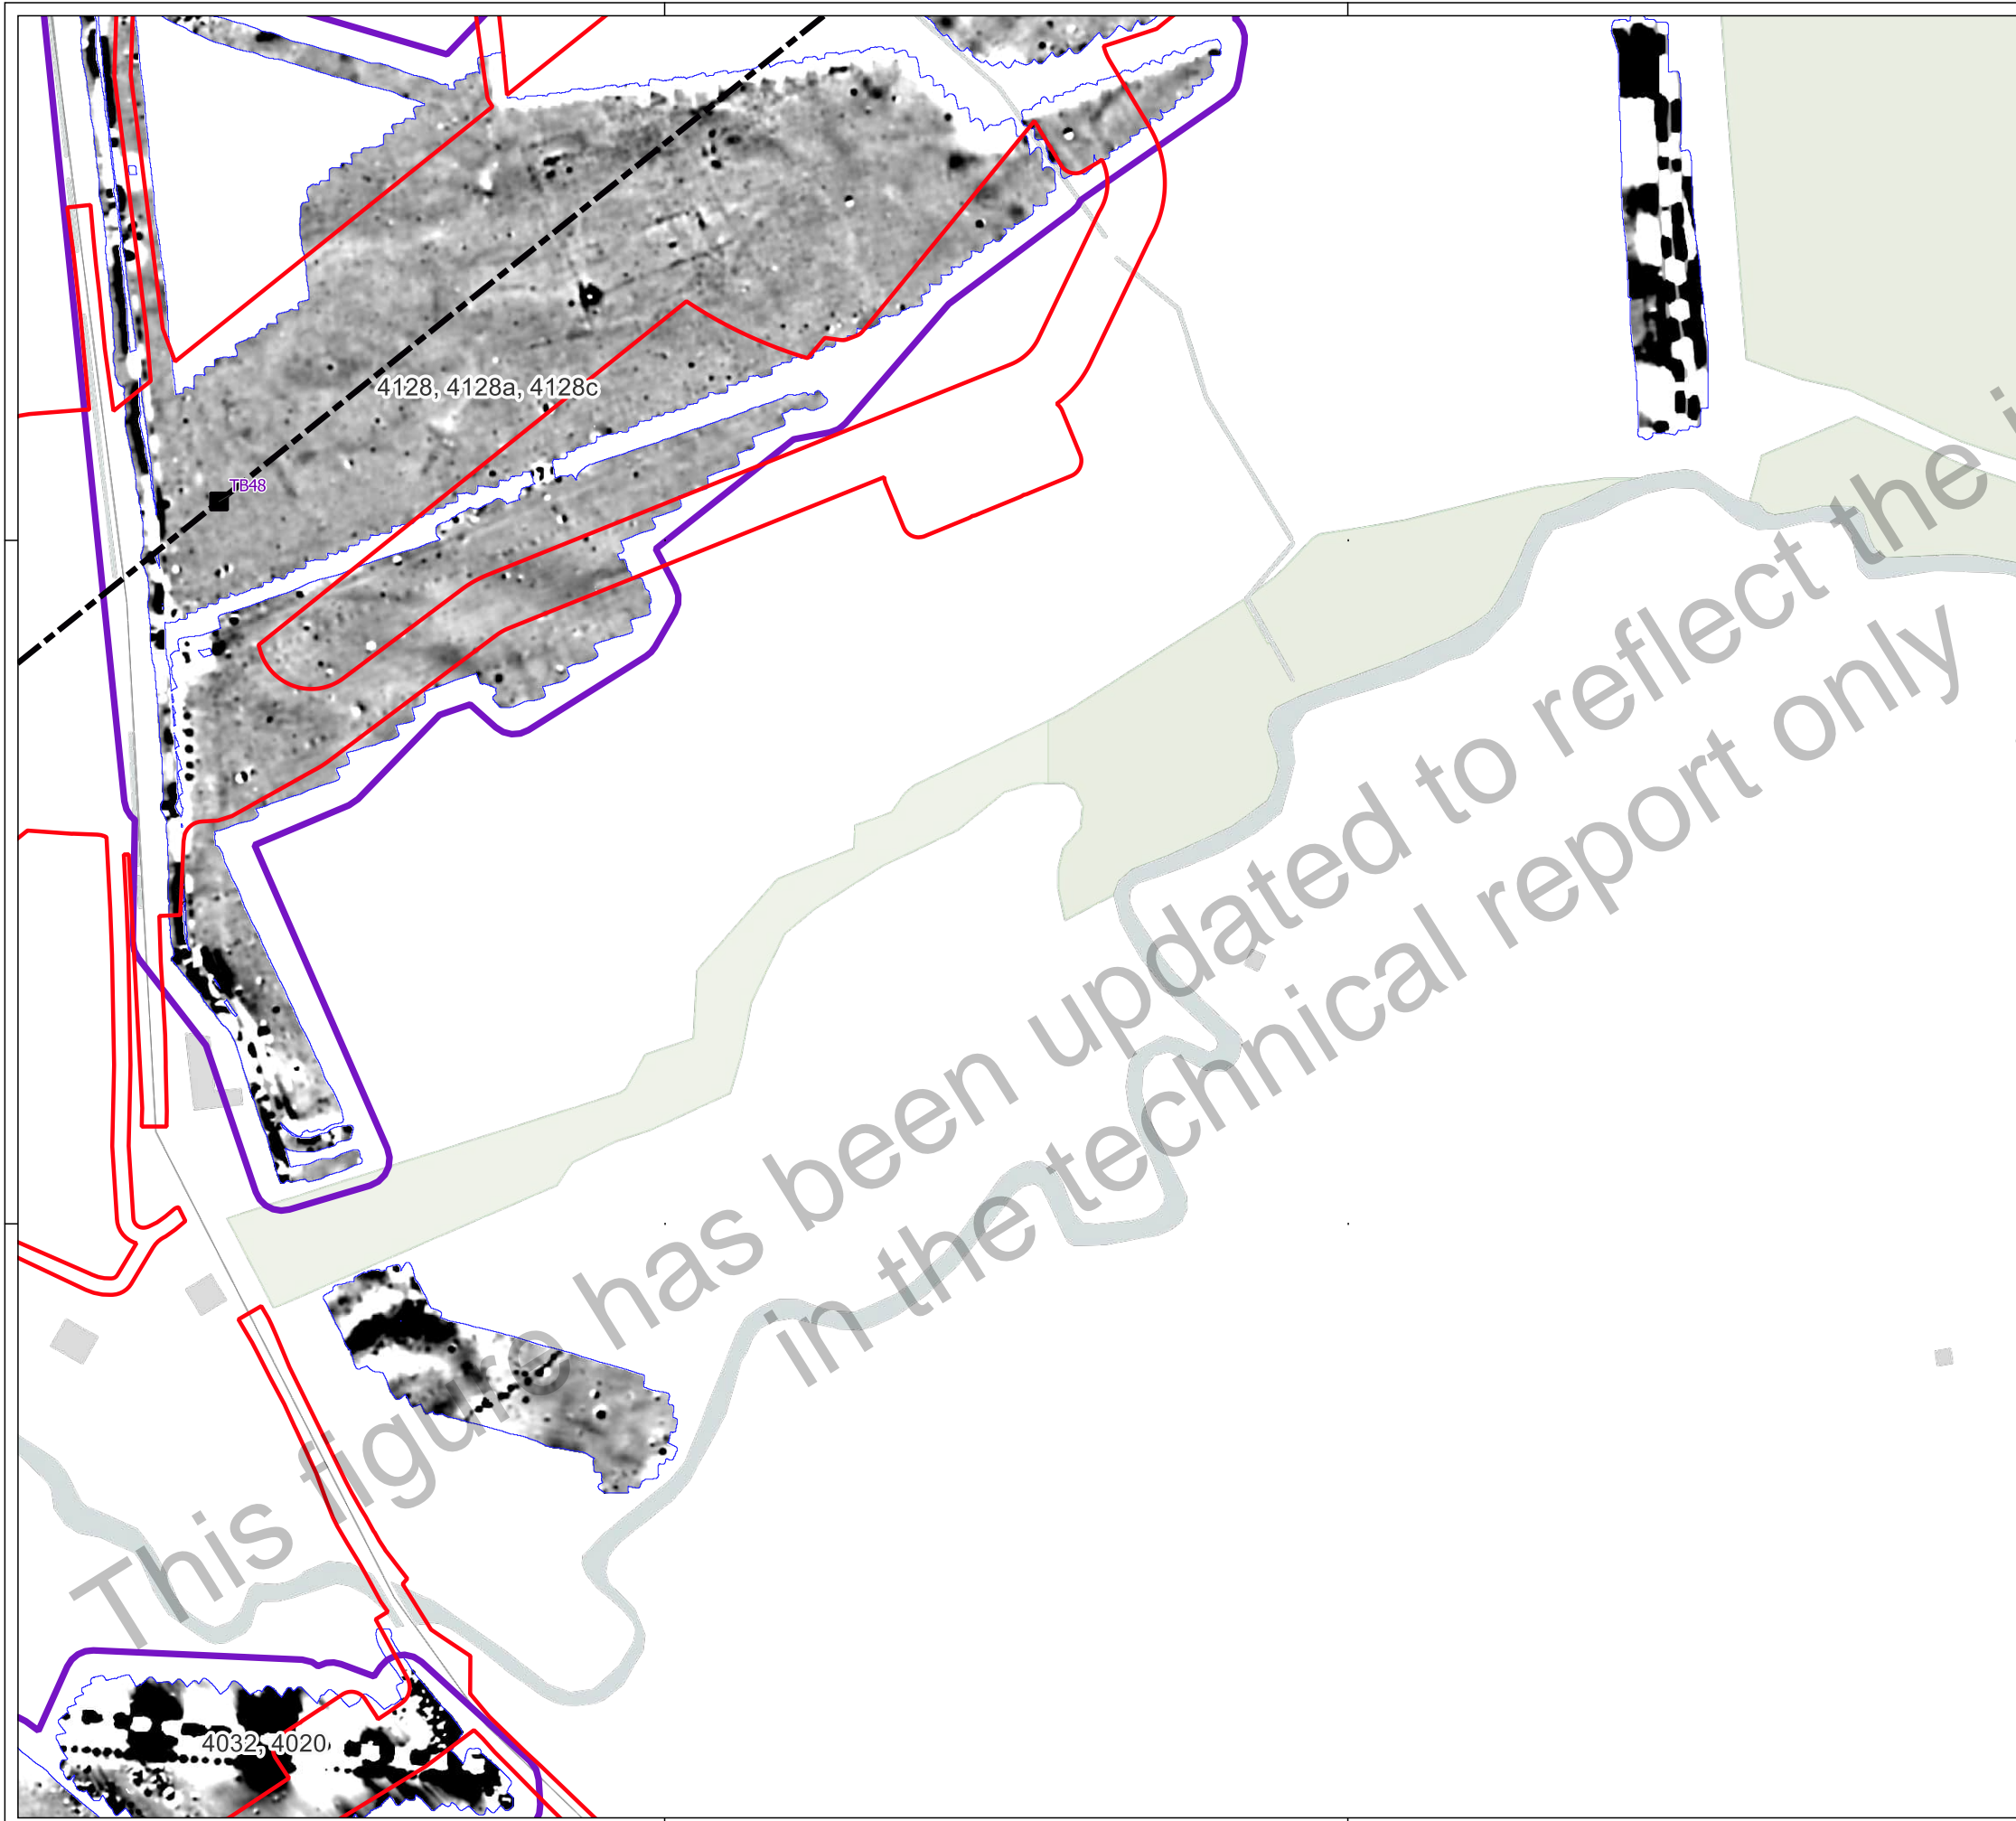 4128, 4128a, 4128c
TB48
This figure has been updated to reflect the
in the technical report only
4032, 4020